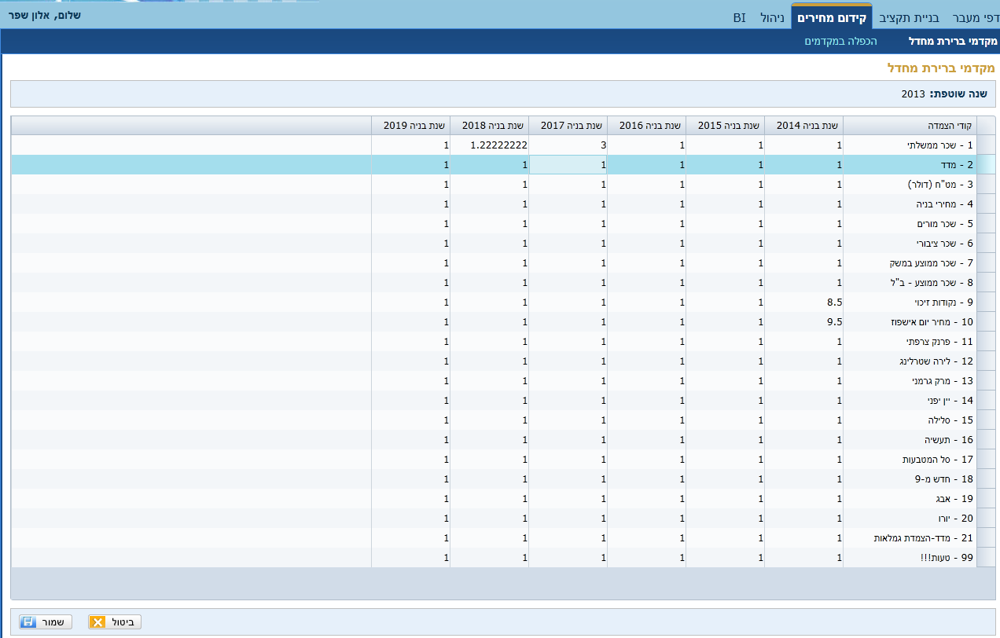 שלום, אלון שפר
דפי מעבר בניית תקציב קידום מחירים ניהול BI
מקדמי ברירת מחדל הכפלה במקדמים
מקדמי ברירת מחדל
שנה שוטפת: 2013
קודי הצמדה שנת בניה 2014 שנת בניה 2015 שנת בניה 2016 שנת בניה 2017 שנת בניה 2018 שנת בניה 2019
1 - שכר ממשלתי 1 1 1 3 1.22222222 1
2 - מדד 1 1 1 1 1 1
3 - מט"ח (דולר) 1 1 1 1 1 1
4 - מחירי בניה 1 1 1 1 1 1
5 - שכר מורים 1 1 1 1 1 1
6 - שכר ציבורי 1 1 1 1 1 1
7 - שכר ממוצע במשק 1 1 1 1 1 1
8 - שכר ממוצע - ב"ל 1 1 1 1 1 1
9 - נקודות זיכוי 8.5 1 1 1 1 1
10 - מחיר יום אישפוז 9.5 1 1 1 1 1
11 - פרנק צרפתי 1 1 1 1 1 1
12 - לירה שטרלינג 1 1 1 1 1 1
13 - מרק גרמני 1 1 1 1 1 1
14 - יין יפני 1 1 1 1 1 1
15 - סלילה 1 1 1 1 1 1
16 - תעשיה 1 1 1 1 1 1
17 - סל המטבעות 1 1 1 1 1 1
18 - חדש מ-9 1 1 1 1 1 1
19 - אבג 1 1 1 1 1 1
20 - יורו 1 1 1 1 1 1
21 - מדד-הצמדת גמלאות 1 1 1 1 1 1
99 - טעות!!! 1 1 1 1 1 1
ביטול שמור